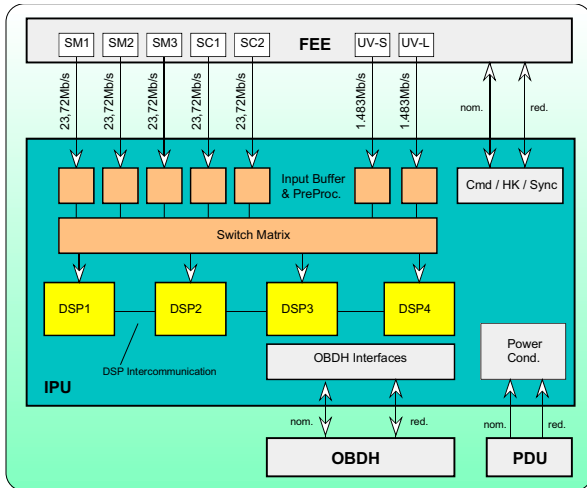 SM1 SM2 SM3 SC1 SC2 FEE UV-S UV-L
23,72Mb/s
23,72Mb/s
23,72Mb/s
23,72Mb/s
23,72Mb/s
1.483Mb/s
1.483Mb/s
nom. red.
Input Buffer
& PreProc.
Cmd / HK / Sync
Switch Matrix
DSP1 DSP2 DSP3 DSP4
DSP Intercommunication
OBDH Interfaces
Power
Cond.
IPU
nom. red. nom. red.
OBDH PDU